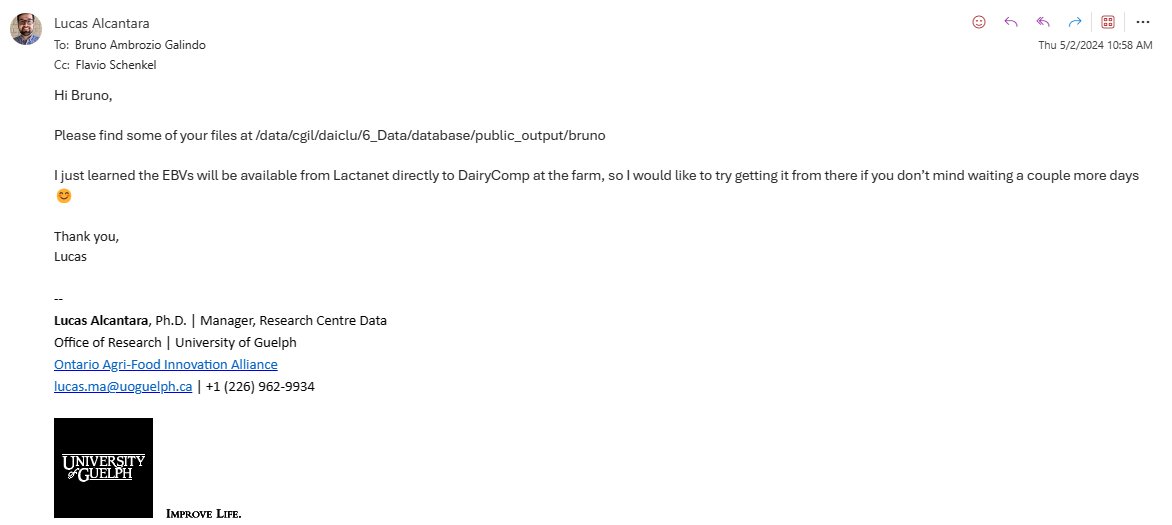 Lucas Alcantara
To: Bruno Ambrozio Galindo
Thu 5/2/2024 10:58 AM
Cc: Flavio Schenkel
Hi Bruno,
Please find some of your files at /data/cgil/daiclu/6_Data/database/public_output/bruno
I just learned the EBVs will be available from Lactanet directly to DairyComp at the farm, so I would like to try getting it from there if you don’t mind waiting a couple more days
😊
Thank you,
Lucas
--
Lucas Alcantara, Ph.D. | Manager, Research Centre Data
Office of Research | University of Guelph
Ontario Agri-Food Innovation Alliance
lucas.ma@uoguelph.ca | +1 (226) 962-9934
UNIVERSITY
of GUELPH
IMPROVE LIFE.